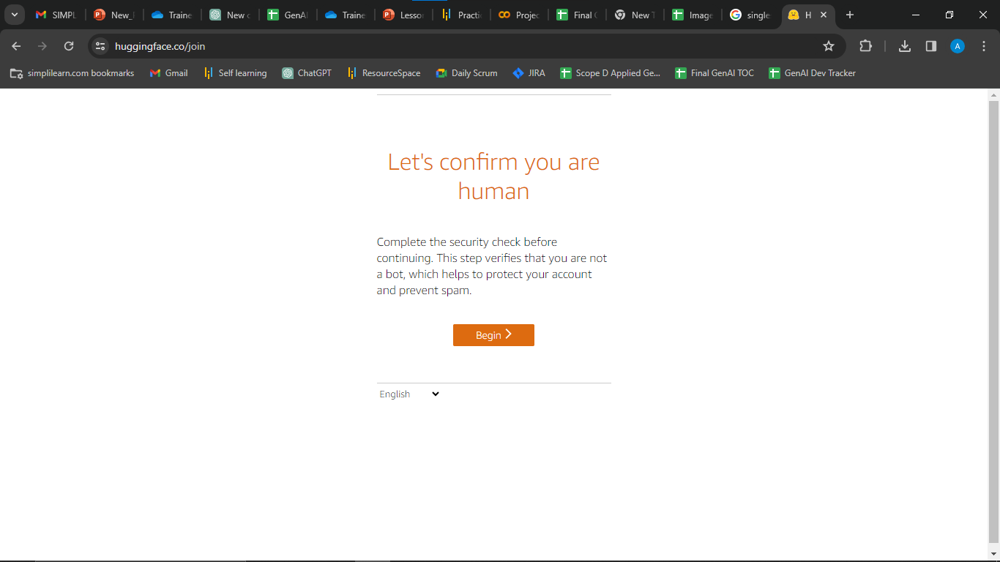 SIMPL
New_
Traine
New c
GenAI
Traine
Lesso
Practi
Projec
Final
New T
Image
single
H
huggingface.co/join
A
simplilearn.com bookmarks
Gmail
Self learning
ChatGPT
ResourceSpace
Daily Scrum
JIRA
Scope D Applied Ge...
Final GenAI TOC
GenAI Dev Tracker
Let's confirm you are
human
Complete the security check before
continuing. This step verifies that you are not
a bot, which helps to protect your account
and prevent spam.
Begin
English